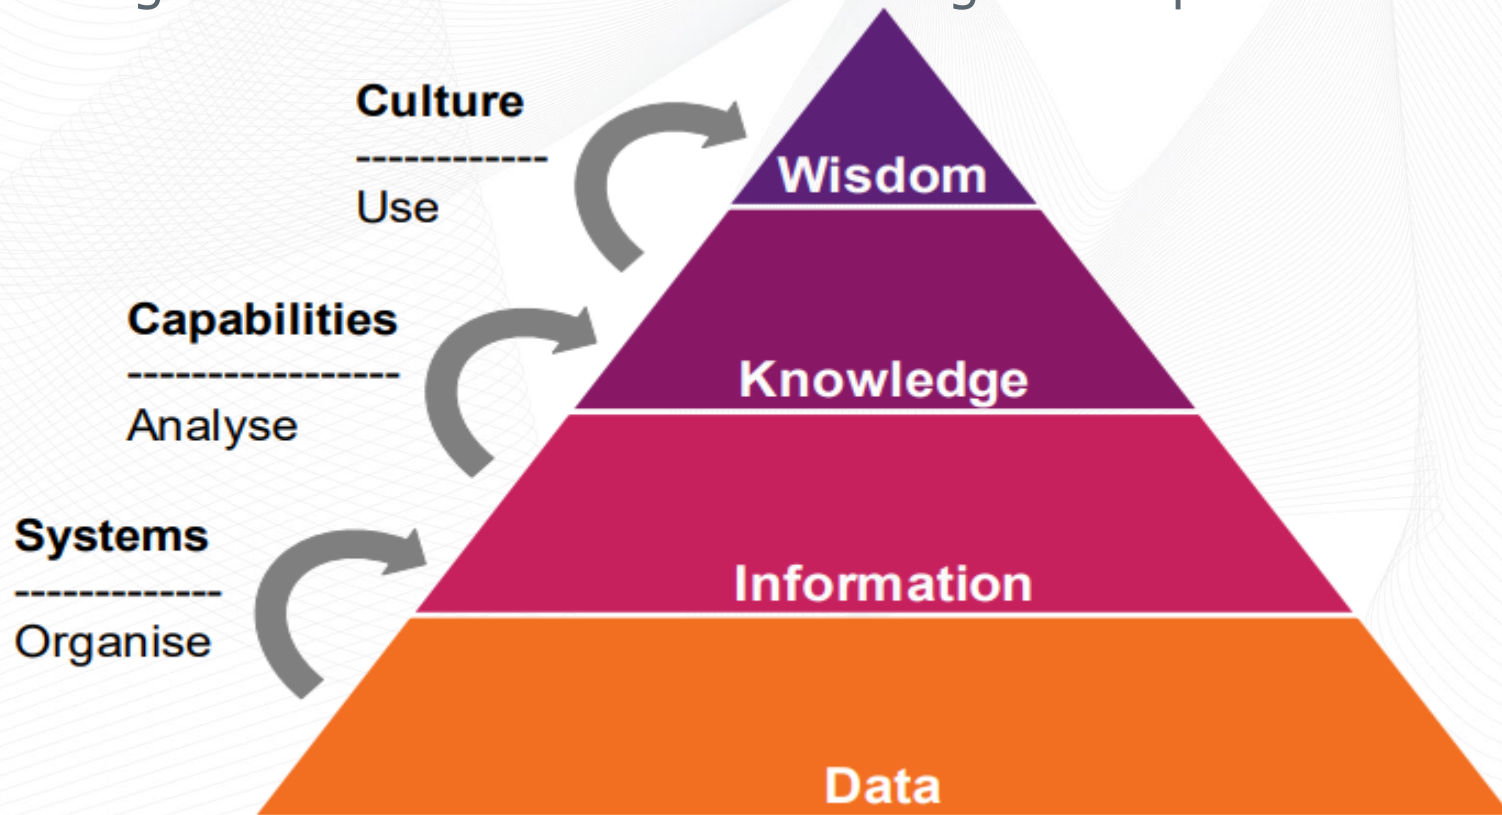 Culture
------------
Use
Wisdom
Capabilities
-----------------
Analyse
Knowledge
Systems
-------------
Organise
Information
Data